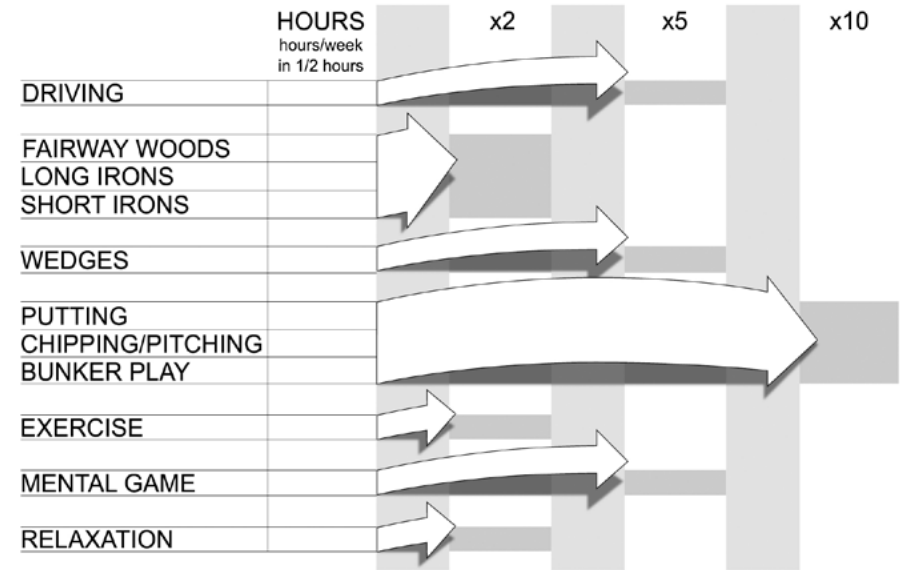 HOURS x2 x5 x10
hours/week
in 1/2 hours
DRIVING
FAIRWAY WOODS
LONG IRONS
SHORT IRONS
WEDGES
PUTTING
CHIPPING/PITCHING
BUNKER PLAY
EXERCISE
MENTAL GAME
RELAXATION